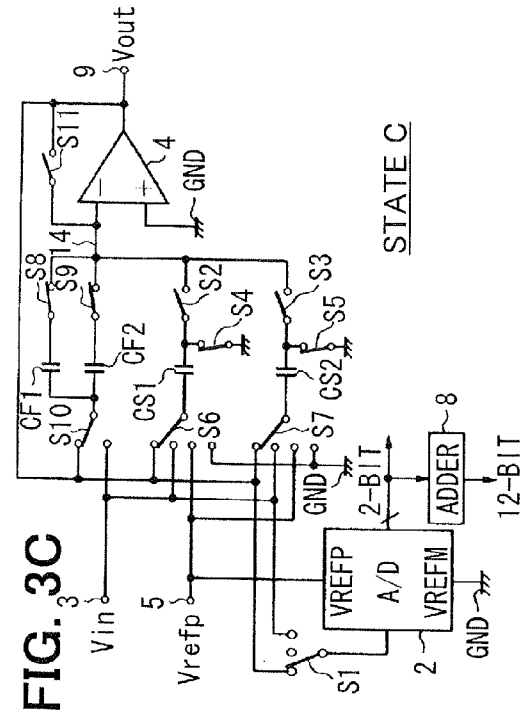 FIG. 3C
STATE C
9
Vout
S11
4
GND
14
S8
S9
CF1
CF2
S10
S2
S4
CS1
S6
S3
S5
CS2
S7
3
Vin
5
Vrefp
GND
2-BIT
8
ADDER
12-BIT
VREFP
A/D
VREFM
2
GND
S1
−
+